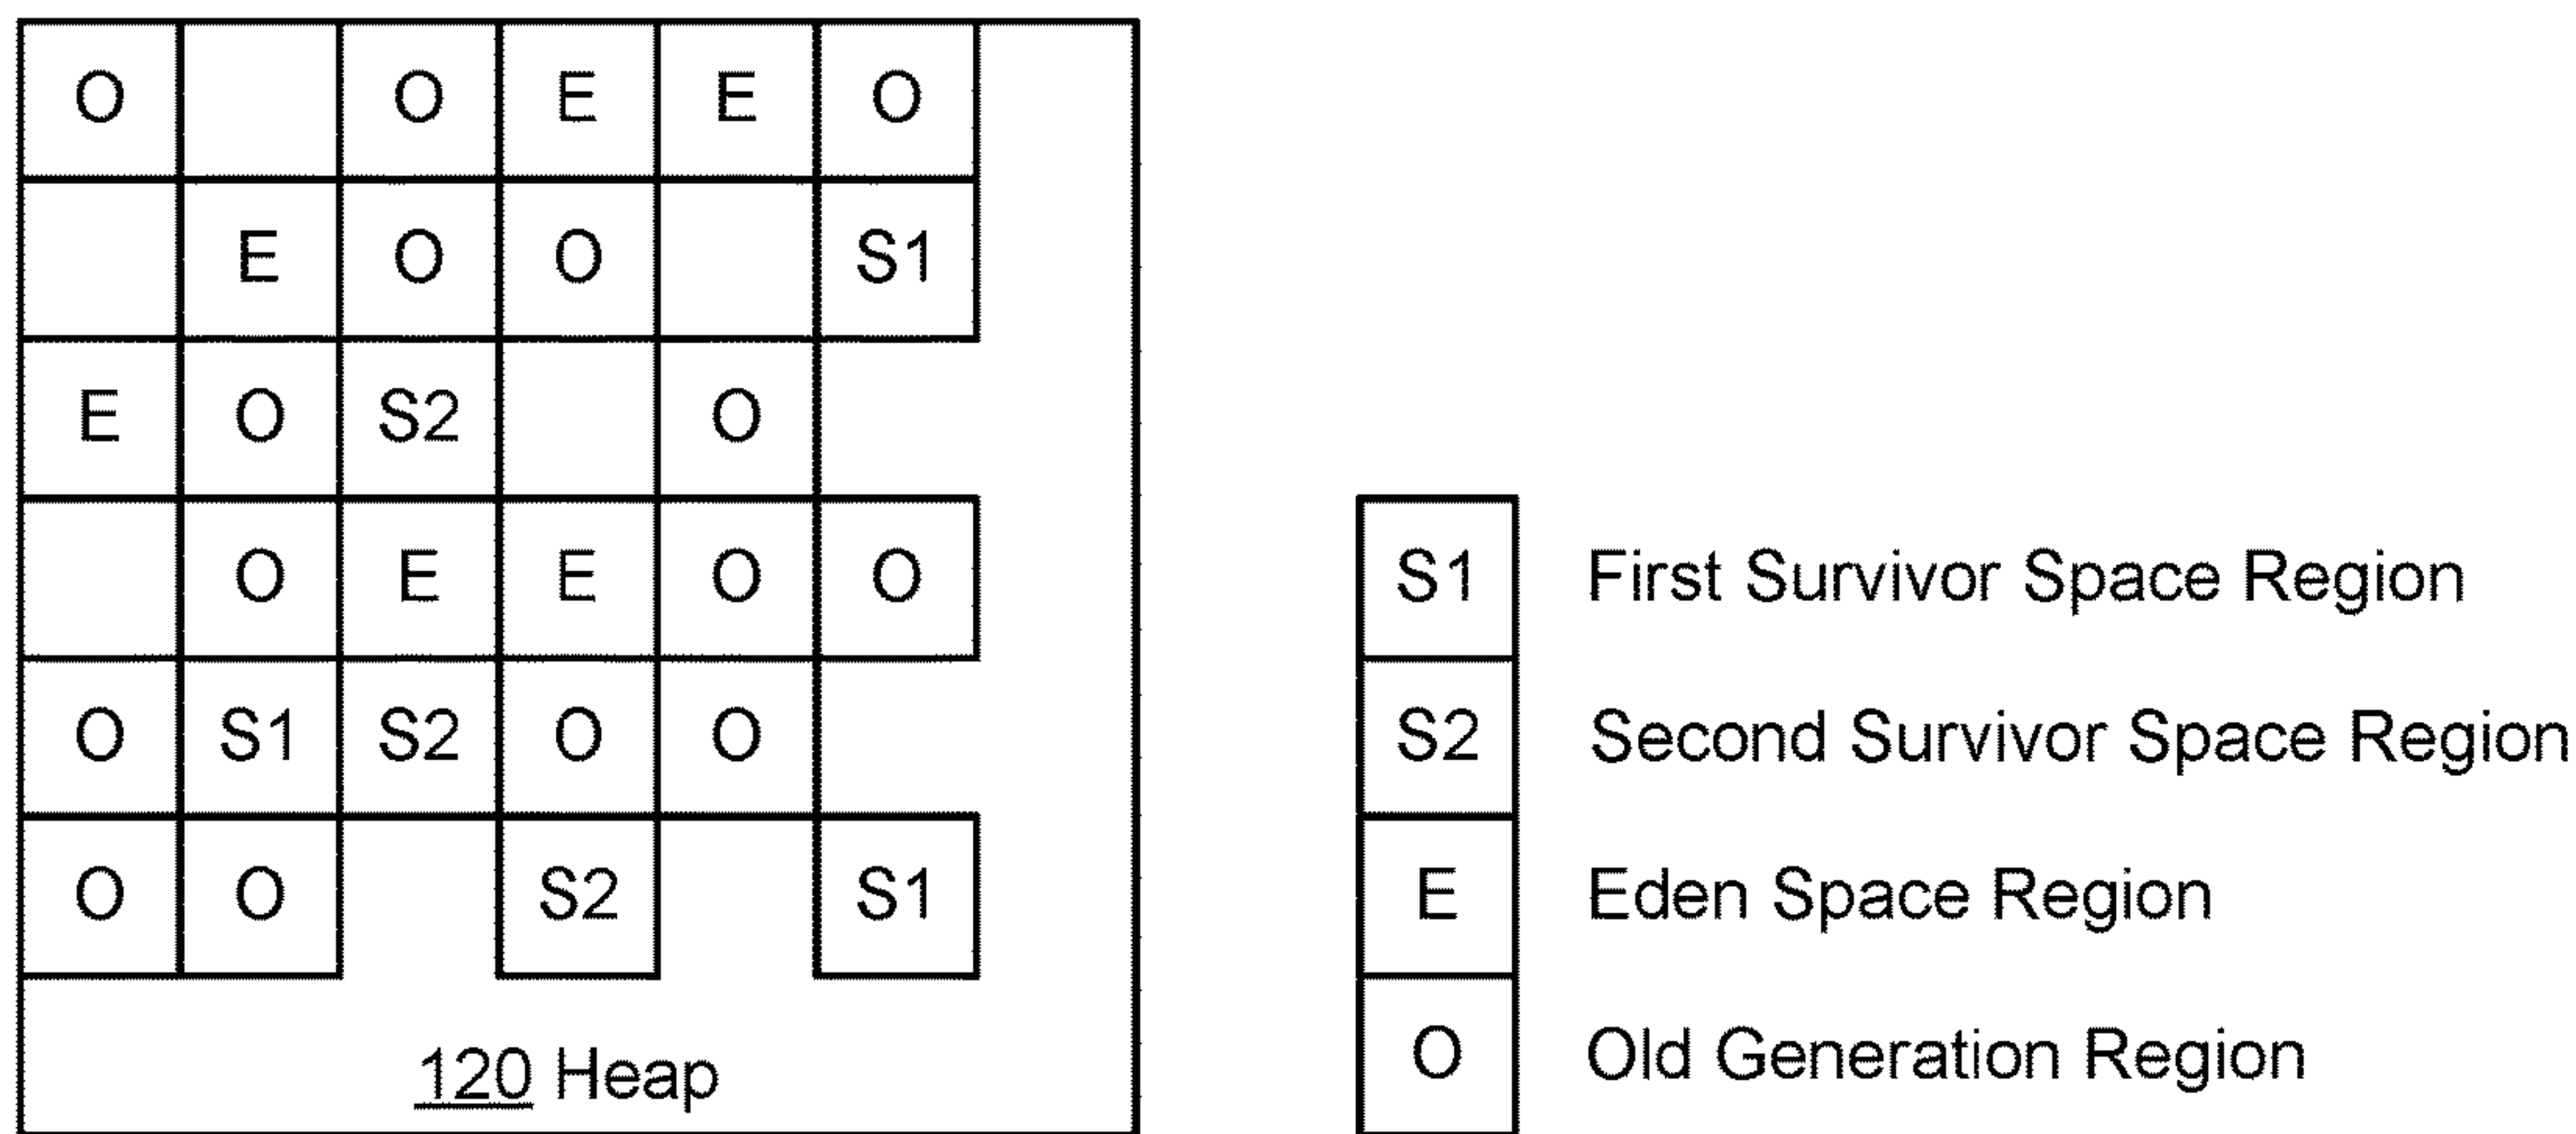 O O E E O
E O O S1
E O S2 O
O E E O O
O S1 S2 O O
O O S2 S1
120 Heap
S1 First Survivor Space Region
S2 Second Survivor Space Region
E Eden Space Region
O Old Generation Region